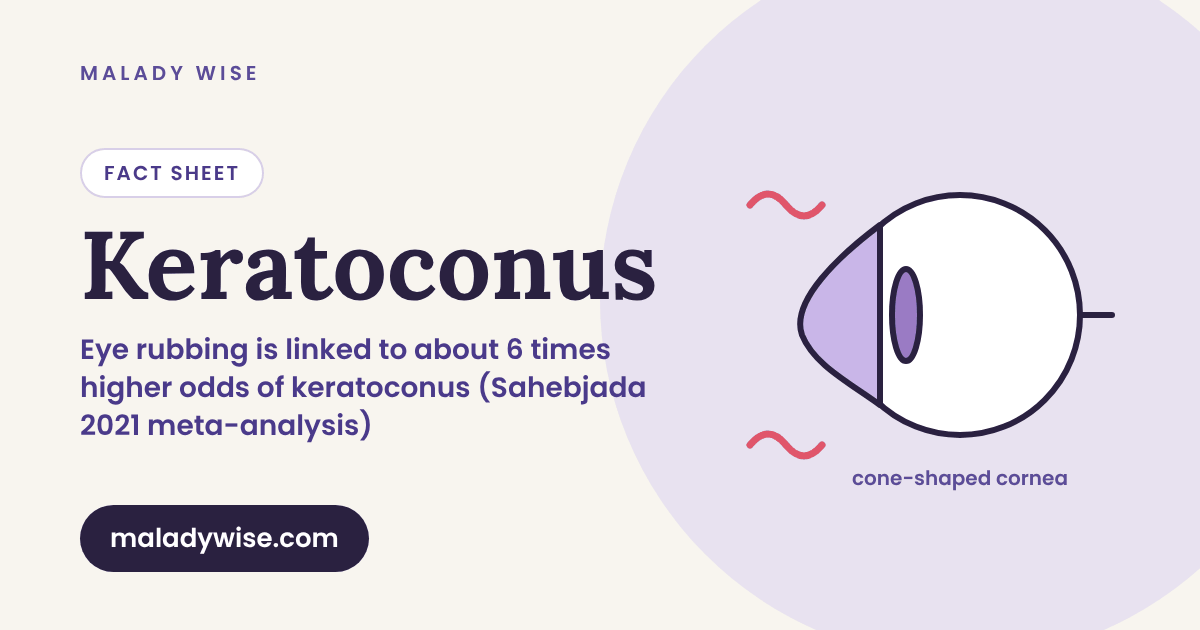 MALADY WISE
FACT SHEET
Keratoconus
Eye rubbing is linked to about 6 times
higher odds of keratoconus (Sahebjada
2021 meta-analysis)
cone-shaped cornea
maladywise.com